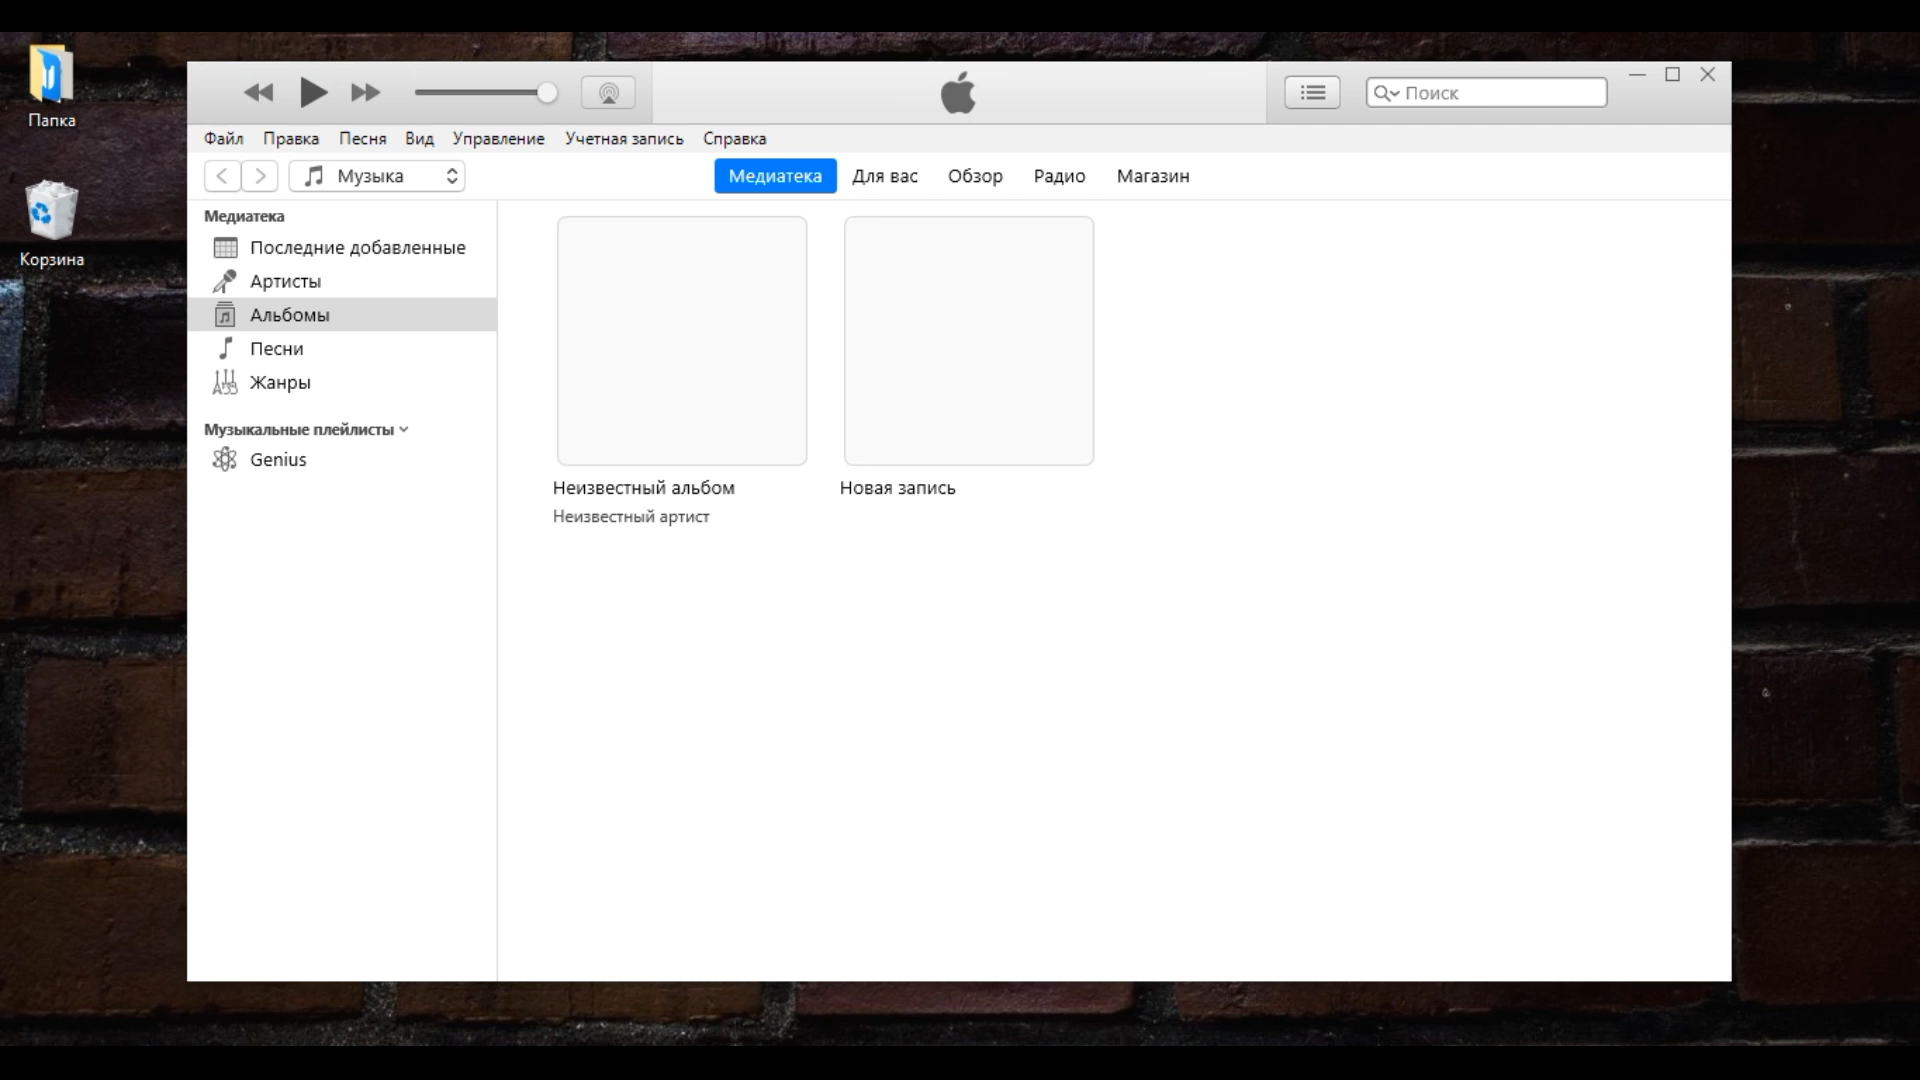 Папка
Корзина
Поиск
Файл Правка Песня Вид Управление Учетная запись Справка
Музыка
Медиатека Для вас Обзор Радио Магазин
Медиатека
Последние добавленные
Артисты
Альбомы
Песни
Жанры
Музыкальные плейлисты
Genius
Неизвестный альбом
Неизвестный артист
Новая запись